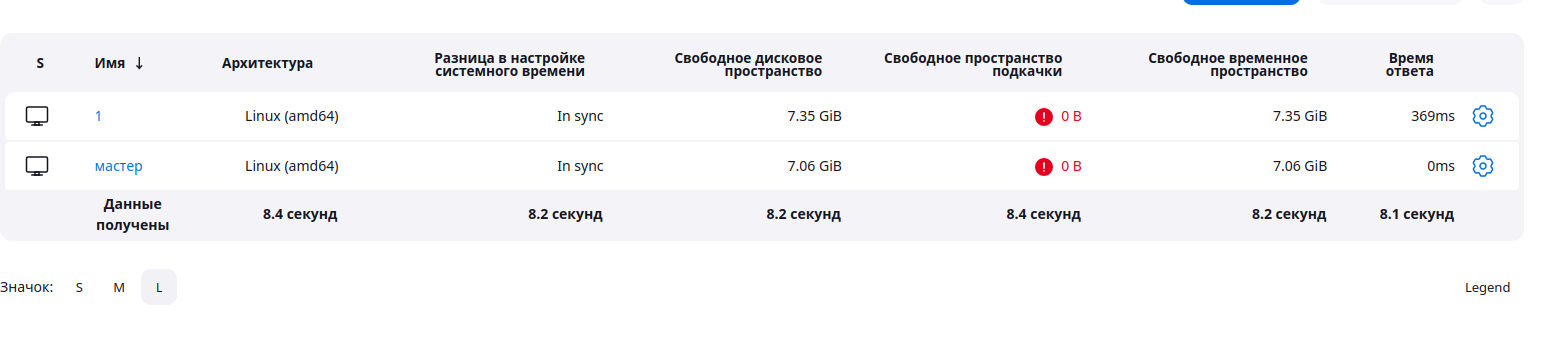 S Имя ↓ Архитектура Разница в настройке системного времени Свободное дисковое пространство Свободное пространство подкачки Свободное временное пространство Время ответа
1 Linux (amd64) In sync 7.35 GiB 0 B 7.35 GiB 369ms
мастер Linux (amd64) In sync 7.06 GiB 0 B 7.06 GiB 0ms
Данные получены 8.4 секунд 8.2 секунд 8.2 секунд 8.4 секунд 8.2 секунд 8.1 секунд
Значок: S M L Legend